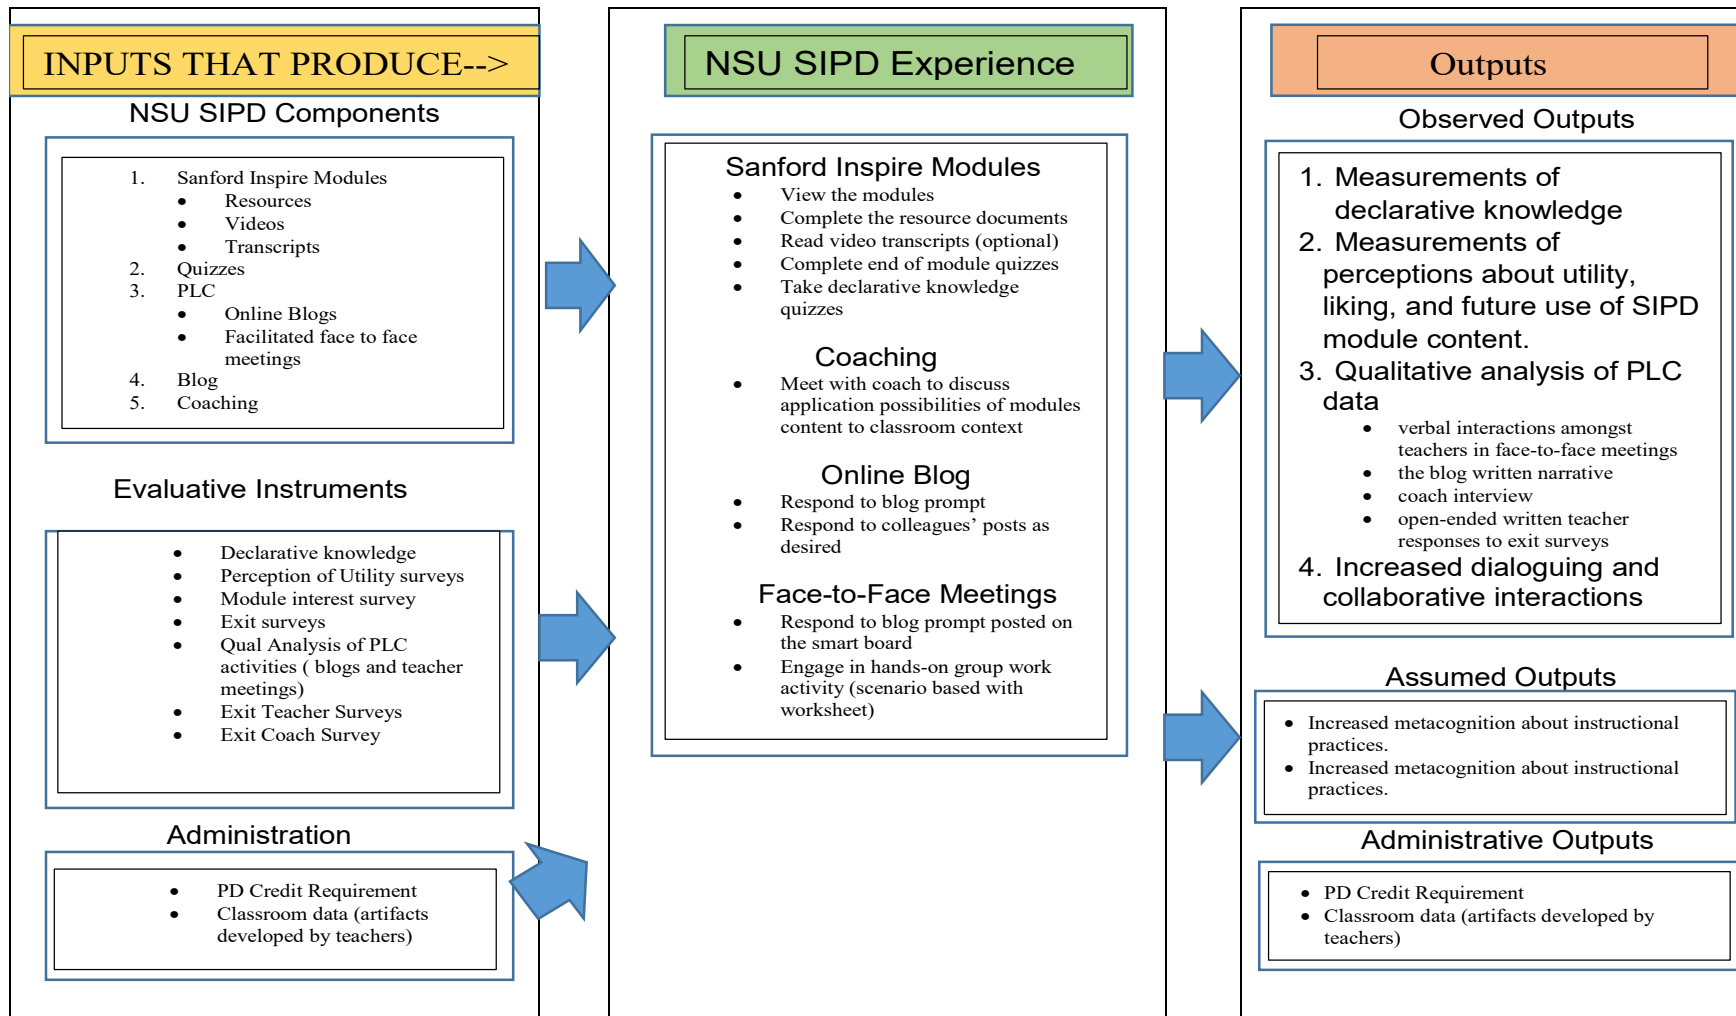 INPUTS THAT PRODUCE-->
NSU SIPD Components
1. Sanford Inspire Modules
• Resources
• Videos
• Transcripts
2. Quizzes
3. PLC
• Online Blogs
• Facilitated face to face
meetings
4. Blog
5. Coaching
Evaluative Instruments
• Declarative knowledge
• Perception of Utility surveys
• Module interest survey
• Exit surveys
• Qual Analysis of PLC
activities ( blogs and teacher
meetings)
• Exit Teacher Surveys
• Exit Coach Survey
Administration
• PD Credit Requirement
• Classroom data (artifacts
developed by teachers)
NSU SIPD Experience
Sanford Inspire Modules
• View the modules
• Complete the resource documents
• Read video transcripts (optional)
• Complete end of module quizzes
• Take declarative knowledge
quizzes
Coaching
• Meet with coach to discuss
application possibilities of modules
content to classroom context
Online Blog
• Respond to blog prompt
• Respond to colleagues’ posts as
desired
Face-to-Face Meetings
• Respond to blog prompt posted on
the smart board
• Engage in hands-on group work
activity (scenario based with
worksheet)
Outputs
Observed Outputs
1. Measurements of
declarative knowledge
2. Measurements of
perceptions about utility,
liking, and future use of SIPD
module content.
3. Qualitative analysis of PLC
data
• verbal interactions amongst
teachers in face-to-face meetings
• the blog written narrative
• coach interview
• open-ended written teacher
responses to exit surveys
4. Increased dialoguing and
collaborative interactions
Assumed Outputs
• Increased metacognition about instructional
practices.
• Increased metacognition about instructional
practices.
Administrative Outputs
• PD Credit Requirement
• Classroom data (artifacts developed by
teachers)